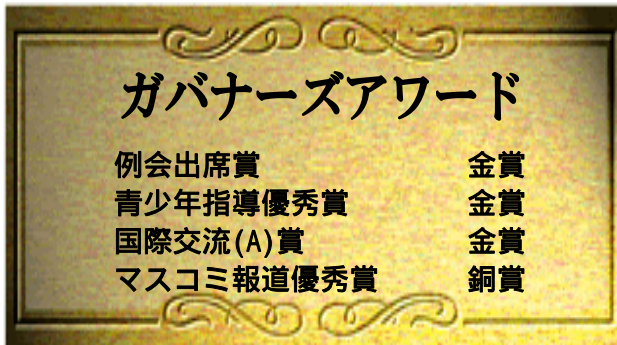 ガバナーズアワード
例会出席賞 金賞
青少年指導優秀賞 金賞
国際交流(A)賞 金賞
マスコミ報道優秀賞 銅賞